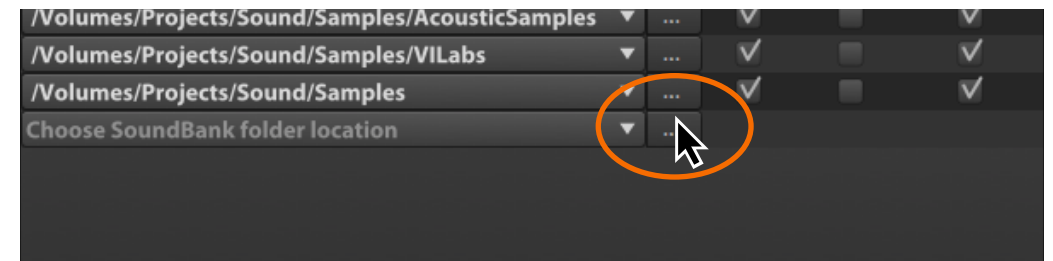 /Volumes/Projects/Sound/Samples/AcousticSamples ...
/Volumes/Projects/Sound/Samples/VILabs ...
/Volumes/Projects/Sound/Samples ...
Choose SoundBank folder location ...